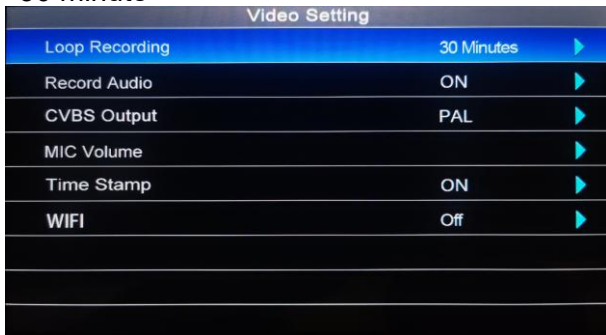 Video Setting
Loop Recording 30 Minutes
Record Audio ON
CVBS Output PAL
MIC Volume
Time Stamp ON
WIFI Off